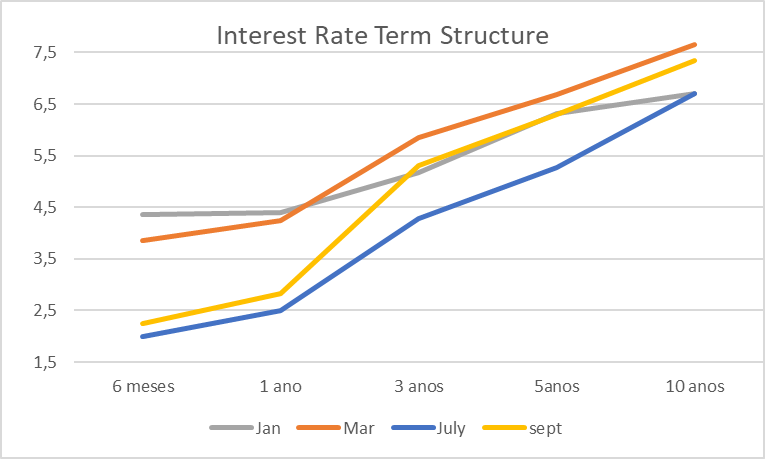 Interest Rate Term Structure
7,5
6,5
5,5
4,5
3,5
2,5
1,5
6 meses 1 ano 3 anos 5anos 10 anos
Jan Mar July sept